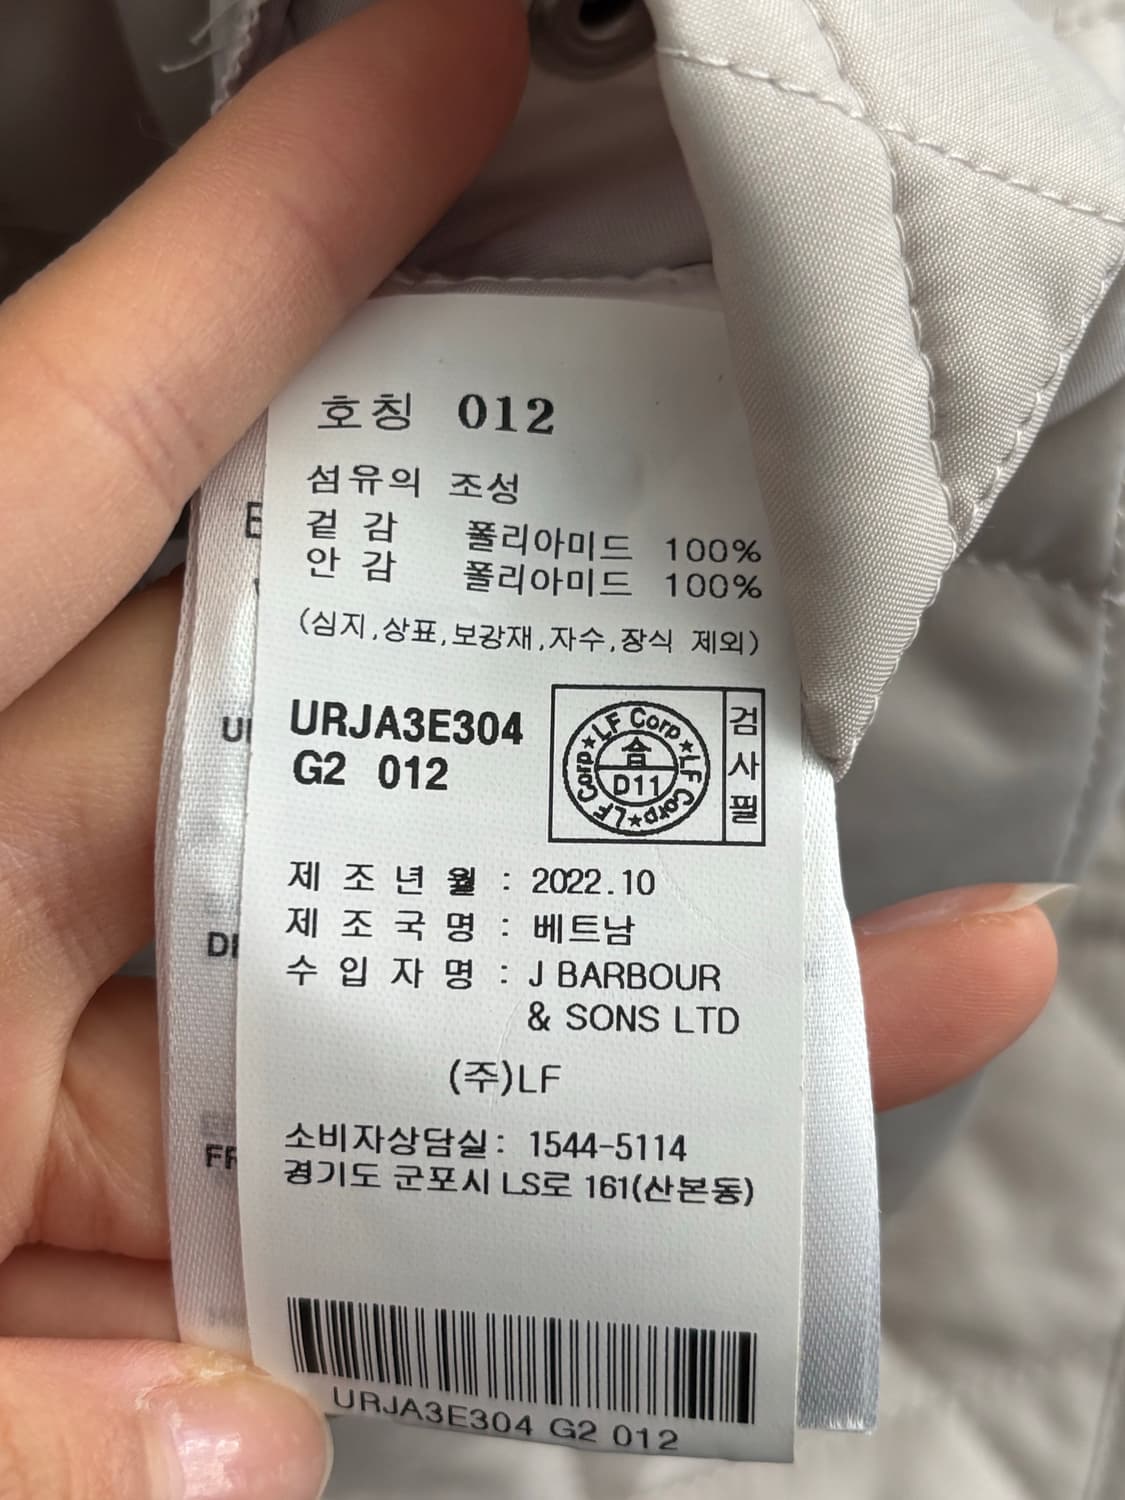 호칭 012
섬유의 조성
겉 감 폴리아미드 100%
안 감 폴리아미드 100%
(심지,상표,보강재,자수,장식 제외)
URJA3E304
G2 012
LF Corp★LF Corp★LF Corp★
合
D11
검사필
제 조 년 월 : 2022.10
제 조 국 명 : 베트남
수 입 자 명 : J BARBOUR
& SONS LTD
(주)LF
소비자상담실: 1544-5114
경기도 군포시 LS로 161(산본동)
URJA3E304 G2 012